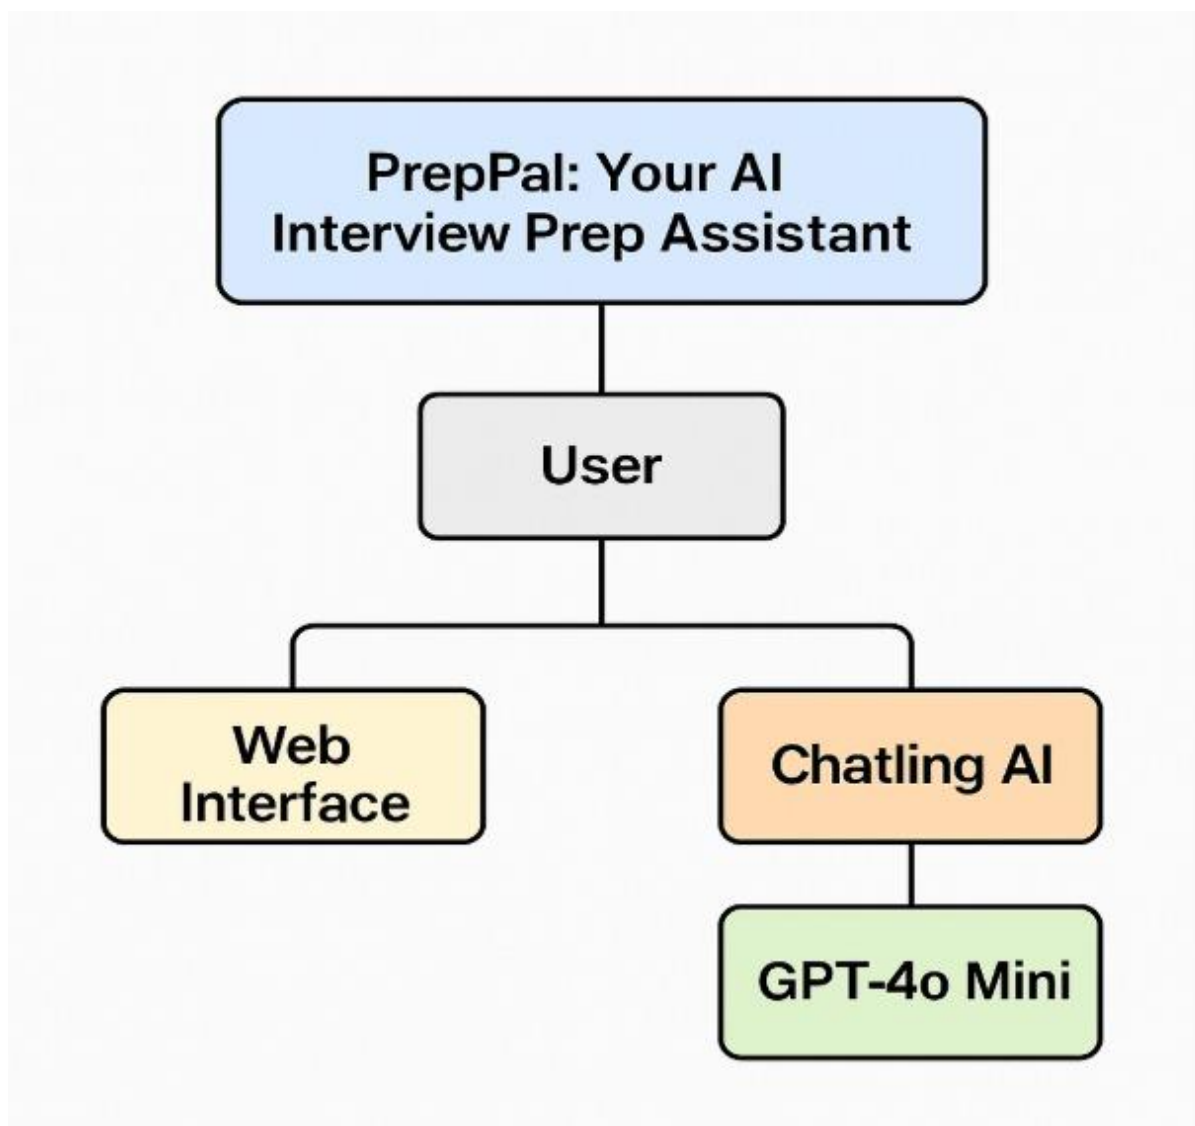 PrepPal: Your AI
Interview Prep Assistant
User
Web
Interface
Chatling AI
GPT-4o Mini